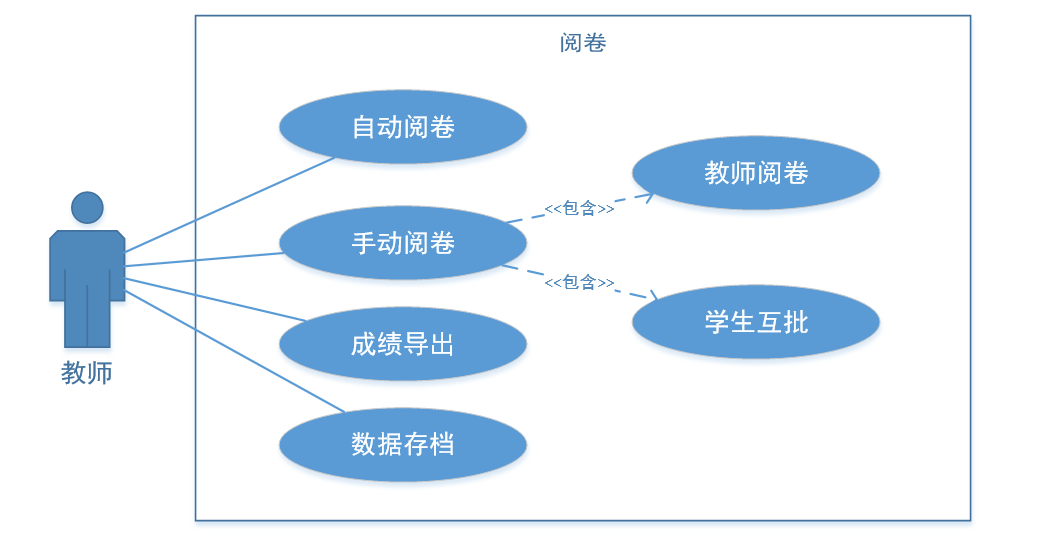 阅卷
自动阅卷
教师阅卷
<<包含>>
手动阅卷
<<包含>>
学生互批
成绩导出
教师
数据存档